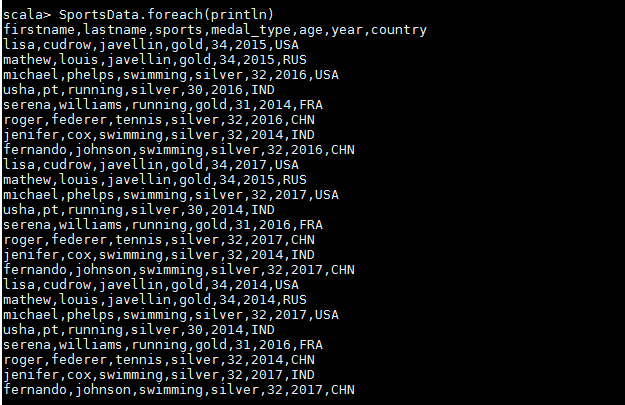 scala> SportsData.foreach(println)
firstname,lastname,sports,medal_type,age,year,country
lisa,cudrow,javellin,gold,34,2015,USA
mathew,louis,javellin,gold,34,2015,RUS
michael,phelps,swimming,silver,32,2016,USA
usha,pt,running,silver,30,2016,IND
serena,williams,running,gold,31,2014,FRA
roger,federer,tennis,silver,32,2016,CHN
jenifer,cox,swimming,silver,32,2014,IND
fernando,johnson,swimming,silver,32,2016,CHN
lisa,cudrow,javellin,gold,34,2017,USA
mathew,louis,javellin,gold,34,2015,RUS
michael,phelps,swimming,silver,32,2017,USA
usha,pt,running,silver,30,2014,IND
serena,williams,running,gold,31,2016,FRA
roger,federer,tennis,silver,32,2017,CHN
jenifer,cox,swimming,silver,32,2014,IND
fernando,johnson,swimming,silver,32,2017,CHN
lisa,cudrow,javellin,gold,34,2014,USA
mathew,louis,javellin,gold,34,2014,RUS
michael,phelps,swimming,silver,32,2017,USA
usha,pt,running,silver,30,2014,IND
serena,williams,running,gold,31,2016,FRA
roger,federer,tennis,silver,32,2014,CHN
jenifer,cox,swimming,silver,32,2017,IND
fernando,johnson,swimming,silver,32,2017,CHN